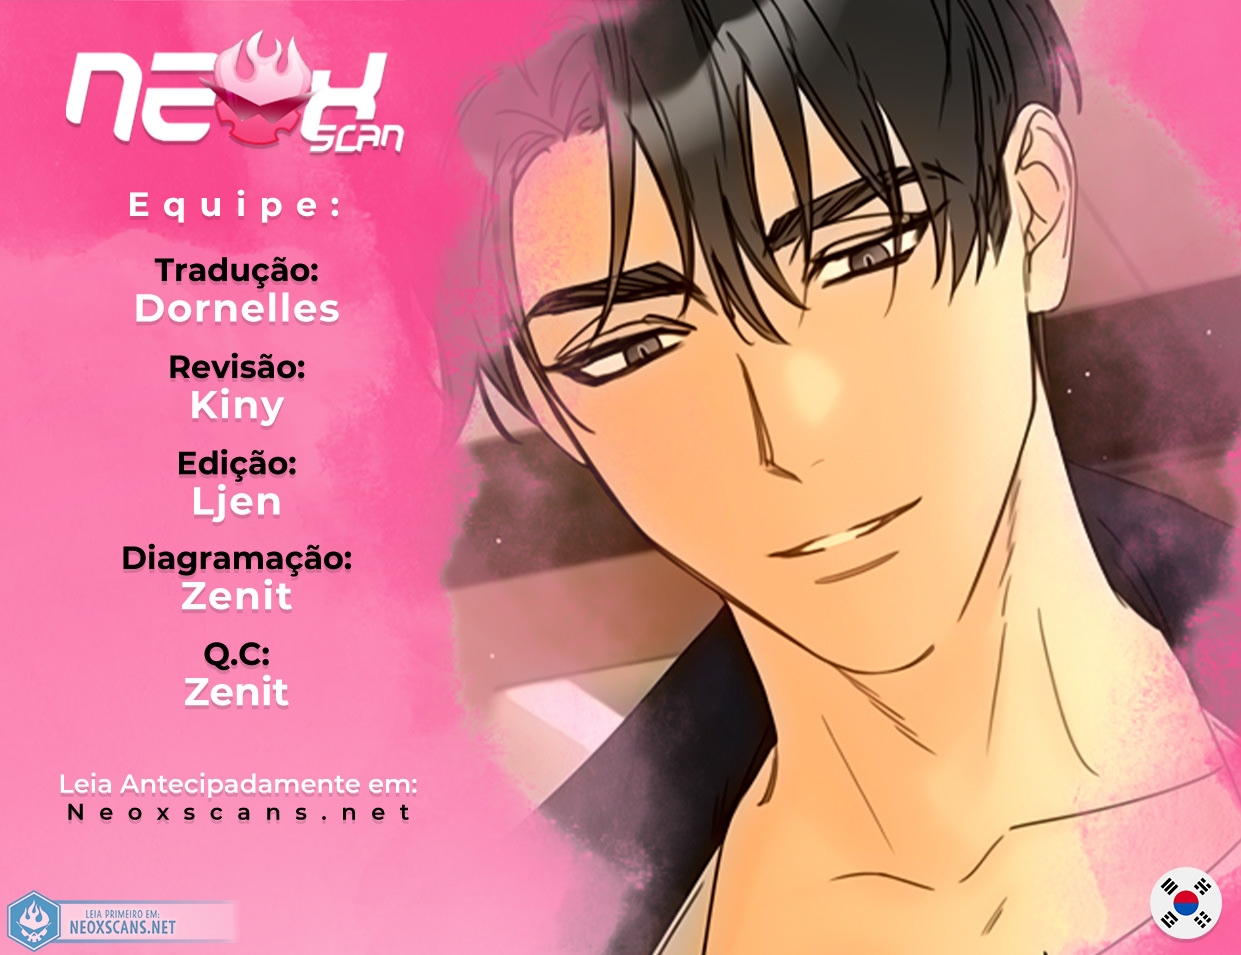 NEOX
SCAN
Equipe:
Tradução:
Dornelles
Revisão:
Kiny
Edição:
Ljen
Diagramação:
Zenit
Q.C:
Zenit
Leia Antecipadamente em:
Neoxscans.net
LEIA PRIMEIRO EM:
NEOXSCANS.NET